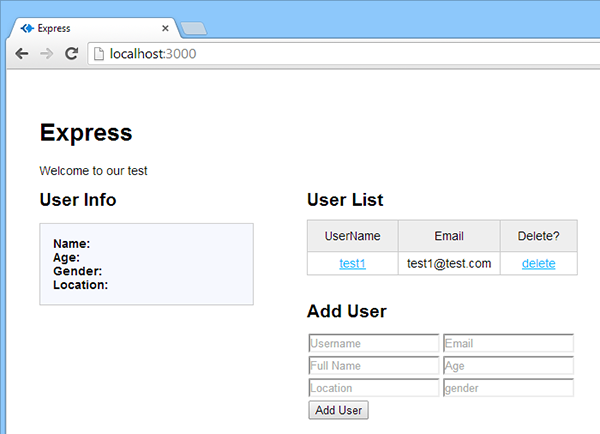 Express
localhost:3000
Express
Welcome to our test
User Info
Name:
Age:
Gender:
Location:
User List
UserName Email Delete?
test1 test1@test.com delete
Add User
Username Email
Full Name Age
Location gender
Add User